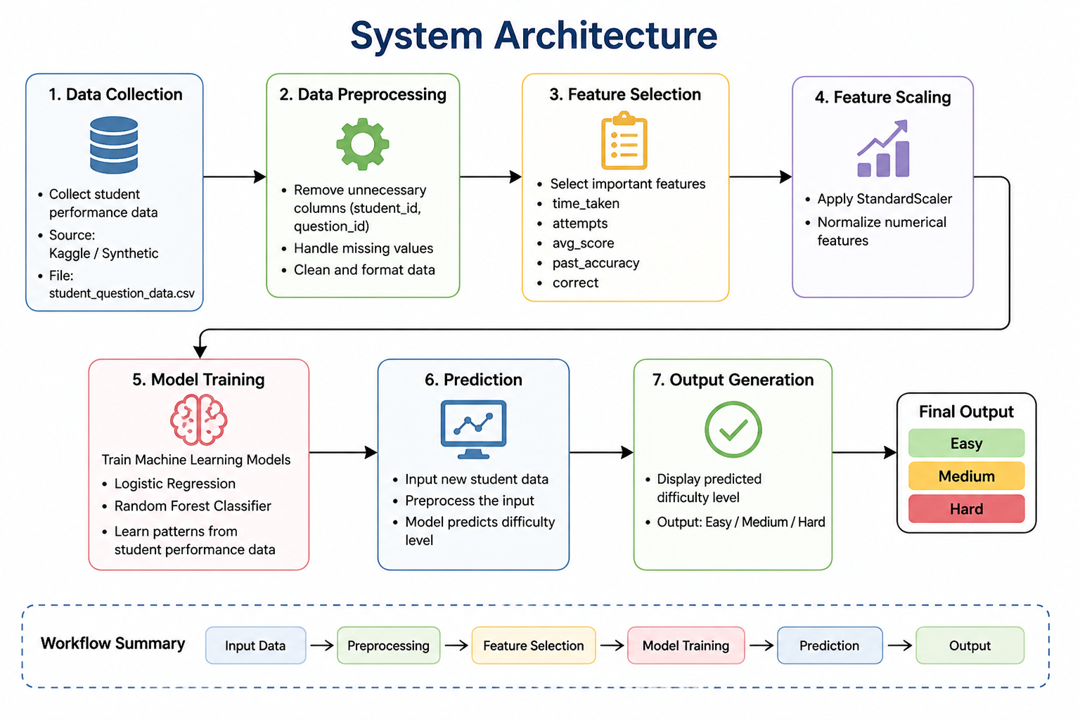 System Architecture
1. Data Collection
• Collect student
performance data
• Source:
Kaggle / Synthetic
• File:
student_question_data.csv
2. Data Preprocessing
• Remove unnecessary
columns (student_id,
question_id)
• Handle missing values
• Clean and format data
3. Feature Selection
• Select important features
• time_taken
• attempts
• avg_score
• past_accuracy
• correct
4. Feature Scaling
• Apply StandardScaler
• Normalize numerical
features
5. Model Training
Train Machine Learning Models
• Logistic Regression
• Random Forest Classifier
• Learn patterns from
student performance data
6. Prediction
• Input new student data
• Preprocess the input
• Model predicts difficulty
level
7. Output Generation
• Display predicted
difficulty level
• Output: Easy / Medium / Hard
Final Output
Easy
Medium
Hard
Workflow Summary
Input Data
Preprocessing
Feature Selection
Model Training
Prediction
Output